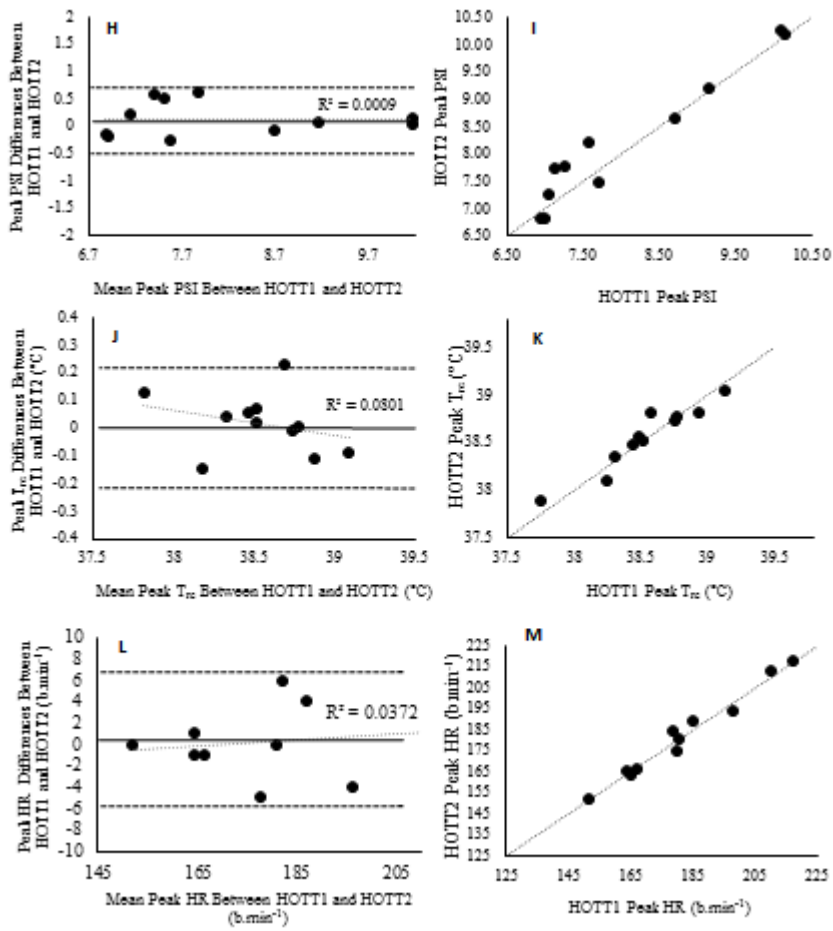 H
Peak PSI Differences Between
HOTT1 and HOTT2
2
1.5
1
0.5
0
-0.5
-1
-1.5
-2
R² = 0.0009
6.7 7.7 8.7 9.7
Mean Peak PSI Between HOTT1 and HOTT2
I
HOTT2 Peak PSI
10.50
10.00
9.00
8.00
7.00
6.50
6.50 7.50 8.50 9.50 10.50
HOTT1 Peak PSI
J
Peak Tre Differences Between
HOTT1 and HOTT2 (°C)
0.4
0.3
0.2
0.1
0
-0.1
-0.2
-0.3
-0.4
R² = 0.0801
37.5 38 38.5 39 39.5
Mean Peak Tre Between HOTT1 and HOTT2 (°C)
K
HOTT2 Peak Tre (°C)
39.5
39
38.5
38
37.5
37.5 38 38.5 39 39.5
HOTT1 Peak Tre (°C)
L
Peak HR Differences Between
HOTT1 and HOTT2 (b.min⁻¹)
10
8
6
4
2
0
-2
-4
-6
-8
-10
R² = 0.0372
145 165 185 205
Mean Peak HR Between HOTT1 and HOTT2
(b.min⁻¹)
M
HOTT2 Peak HR (b.min⁻¹)
225
215
205
195
185
175
165
155
145
135
125
125 145 165 185 205 225
HOTT1 Peak HR (b.min⁻¹)